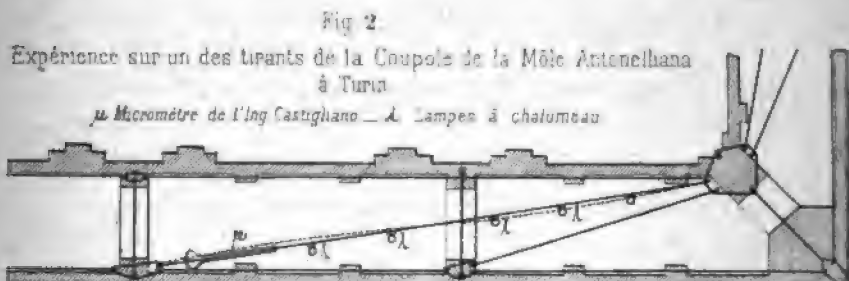 Fig 2.
Expérience sur un des tirants de la Coupole de la Môle Antonelliana
à Turin
μ Micromètre de l'Ing Castigliano _ λ Lampes à chalumeau
μ
λ
λ
λ
λ